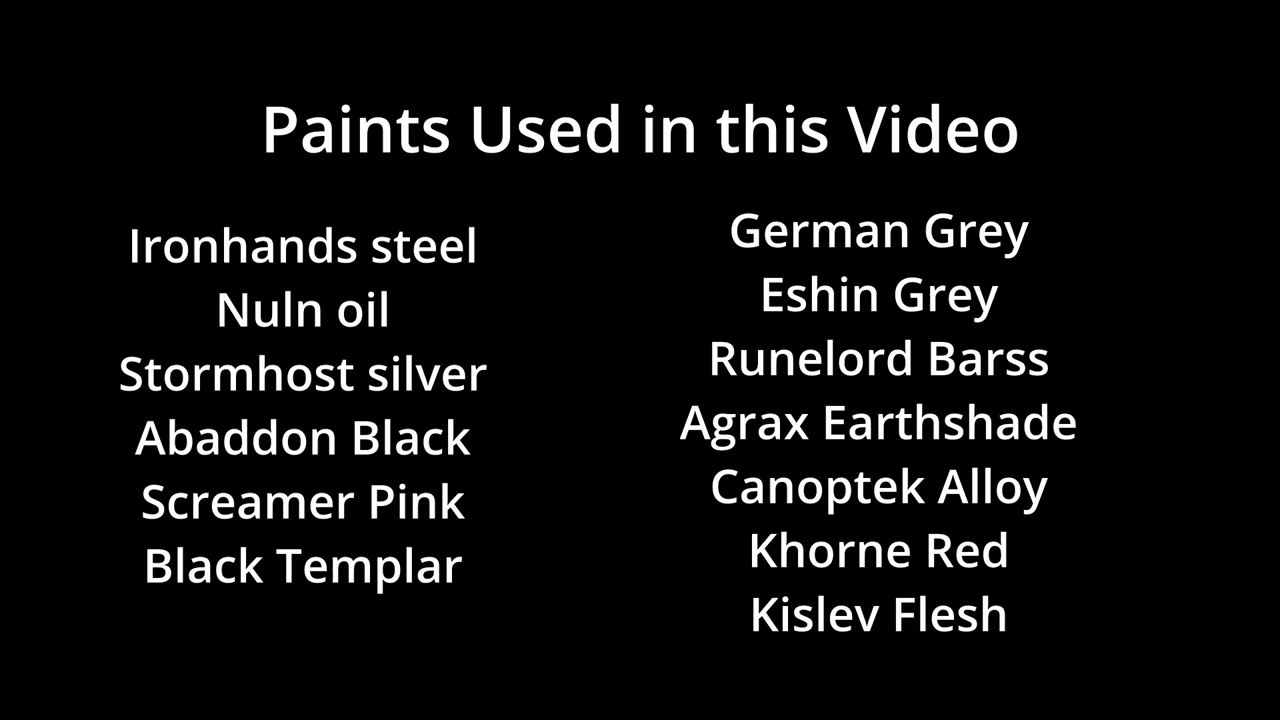 Paints Used in this Video
Ironhands steel
Nuln oil
Stormhost silver
Abaddon Black
Screamer Pink
Black Templar
German Grey
Eshin Grey
Runelord Barss
Agrax Earthshade
Canoptek Alloy
Khorne Red
Kislev Flesh